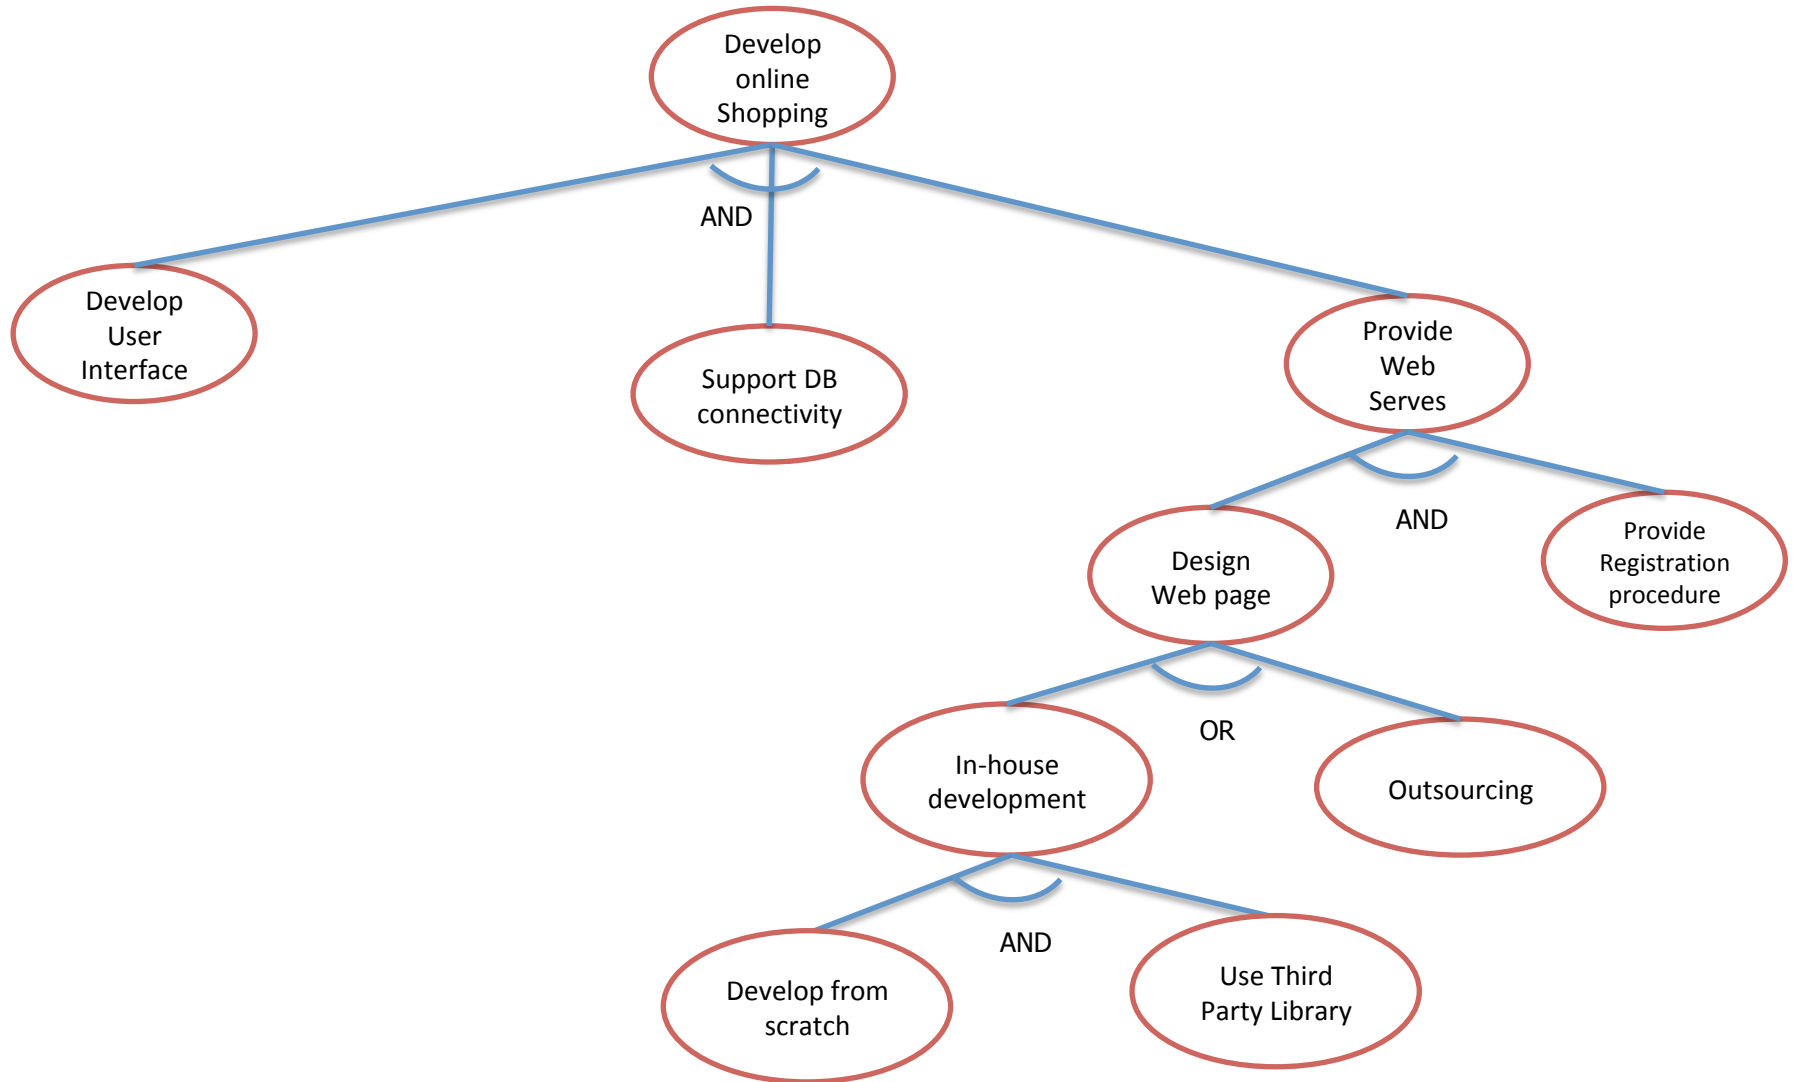 Develop
online
Shopping
AND
Develop
User
Interface
Support DB
connectivity
Provide
Web
Serves
AND
Design
Web page
Provide
Registration
procedure
OR
In-house
development
Outsourcing
AND
Develop from
scratch
Use Third
Party Library